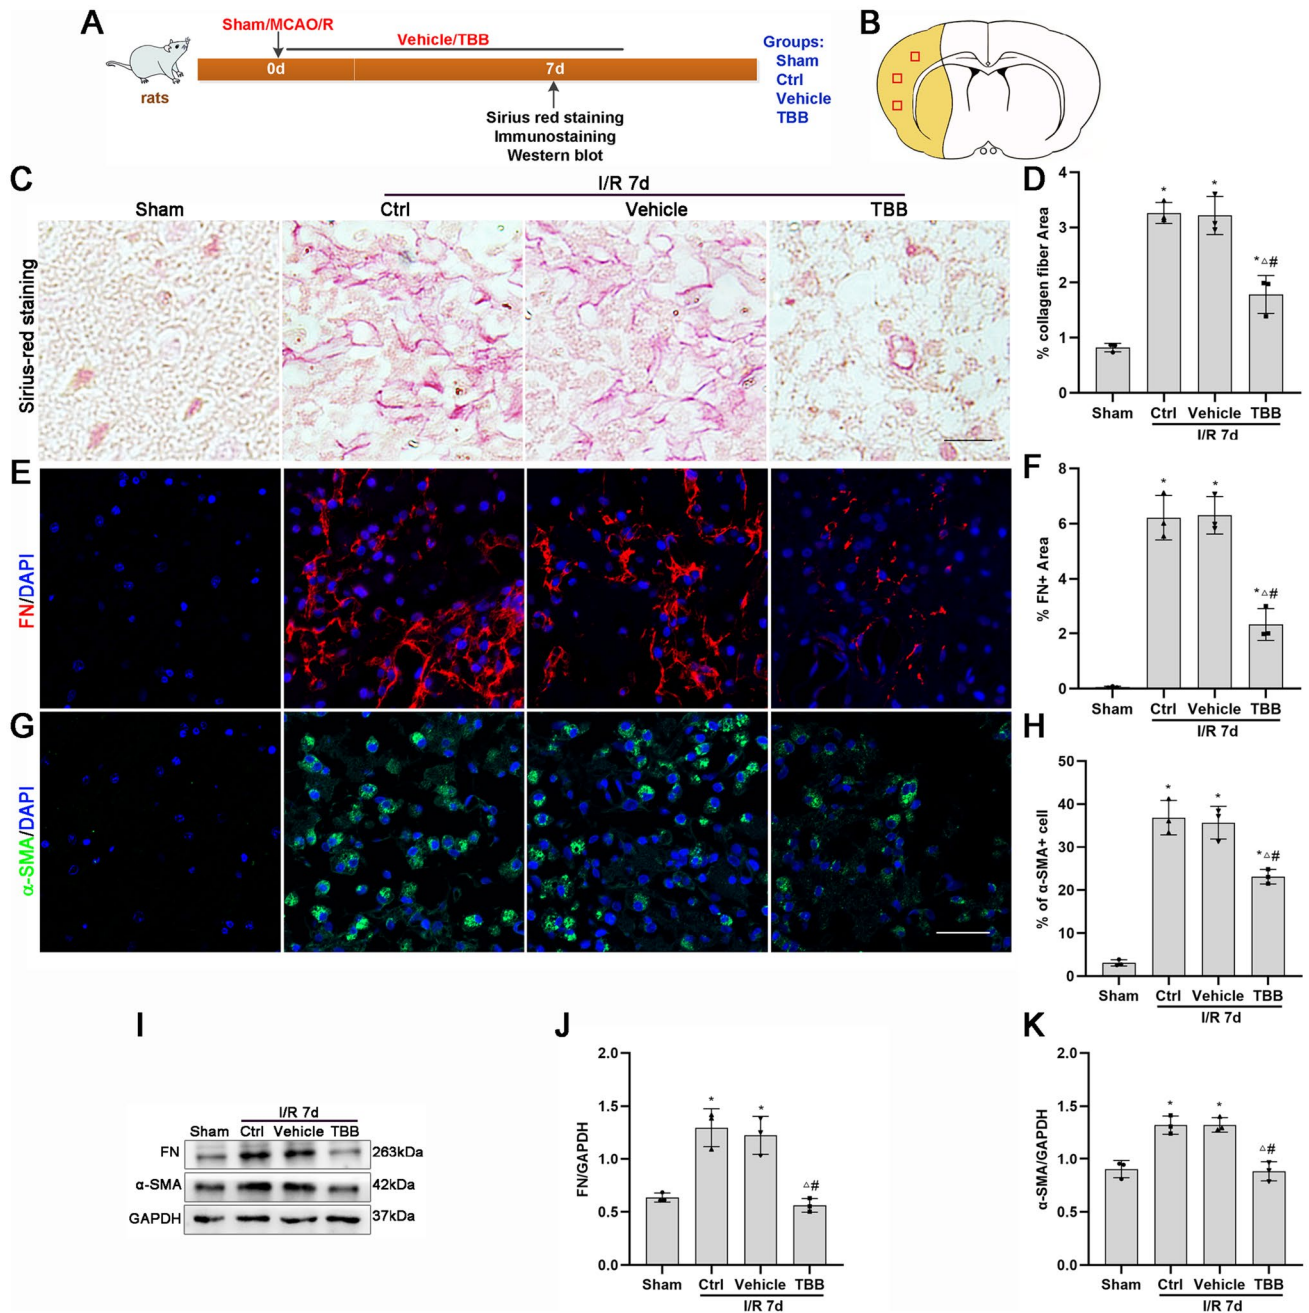 A
Sham/MCAO/R
Vehicle/TBB
0d
7d
rats
Sirius red staining
Immunostaining
Western blot
Groups:
Sham
Ctrl
Vehicle
TBB
B
C
I/R 7d
Sham
Ctrl
Vehicle
TBB
Sirius-red staining
D
% collagen fiber Area
4
3
2
1
0
*
*
*△#
Sham
Ctrl
Vehicle
TBB
I/R 7d
E
FN/DAPI
F
% FN+ Area
8
6
4
2
0
*
*
*△#
Sham
Ctrl
Vehicle
TBB
I/R 7d
G
α-SMA/DAPI
H
% of α-SMA+ cell
50
40
30
20
10
0
*
*
*△#
Sham
Ctrl
Vehicle
TBB
I/R 7d
I
I/R 7d
Sham
Ctrl
Vehicle
TBB
FN
263kDa
α-SMA
42kDa
GAPDH
37kDa
J
FN/GAPDH
2.0
1.5
1.0
0.5
0.0
*
*
△#
Sham
Ctrl
Vehicle
TBB
I/R 7d
K
α-SMA/GAPDH
2.0
1.5
1.0
0.5
0.0
*
*
△#
Sham
Ctrl
Vehicle
TBB
I/R 7d